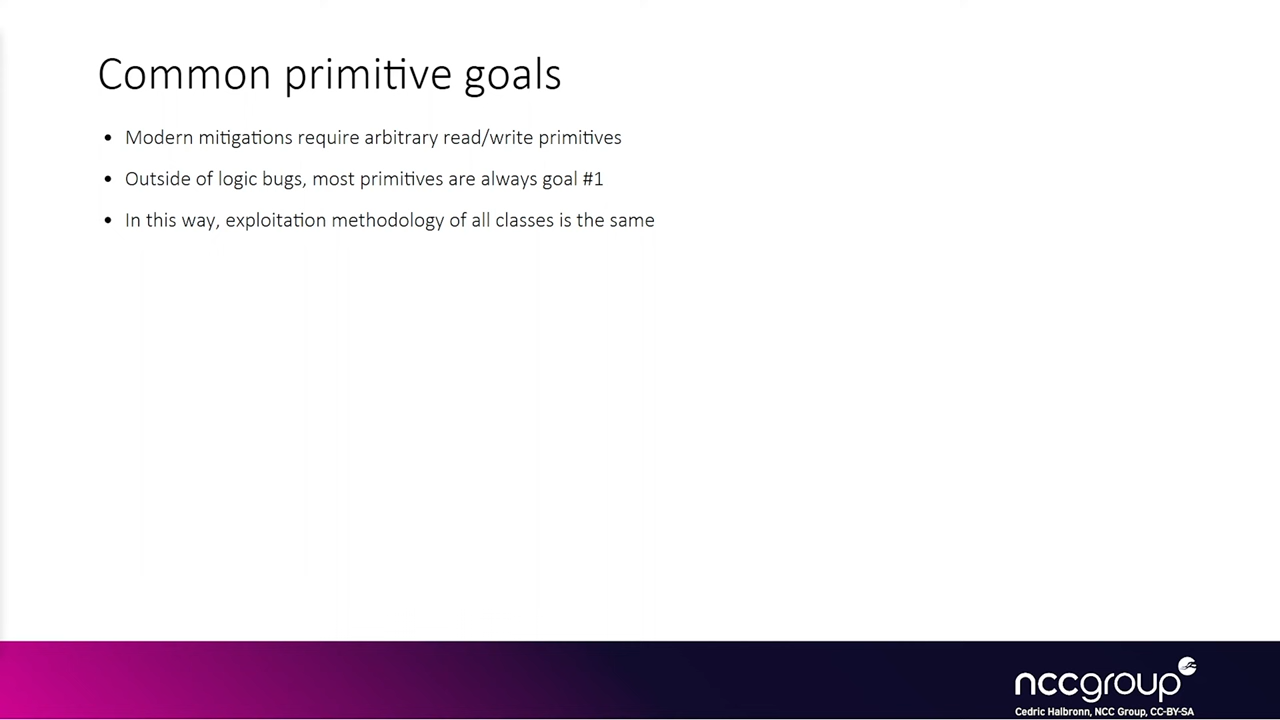 Common primitive goals
• Modern mitigations require arbitrary read/write primitives
• Outside of logic bugs, most primitives are always goal #1
• In this way, exploitation methodology of all classes is the same
nccgroup
Cedric Halbronn, NCC Group, CC-BY-SA